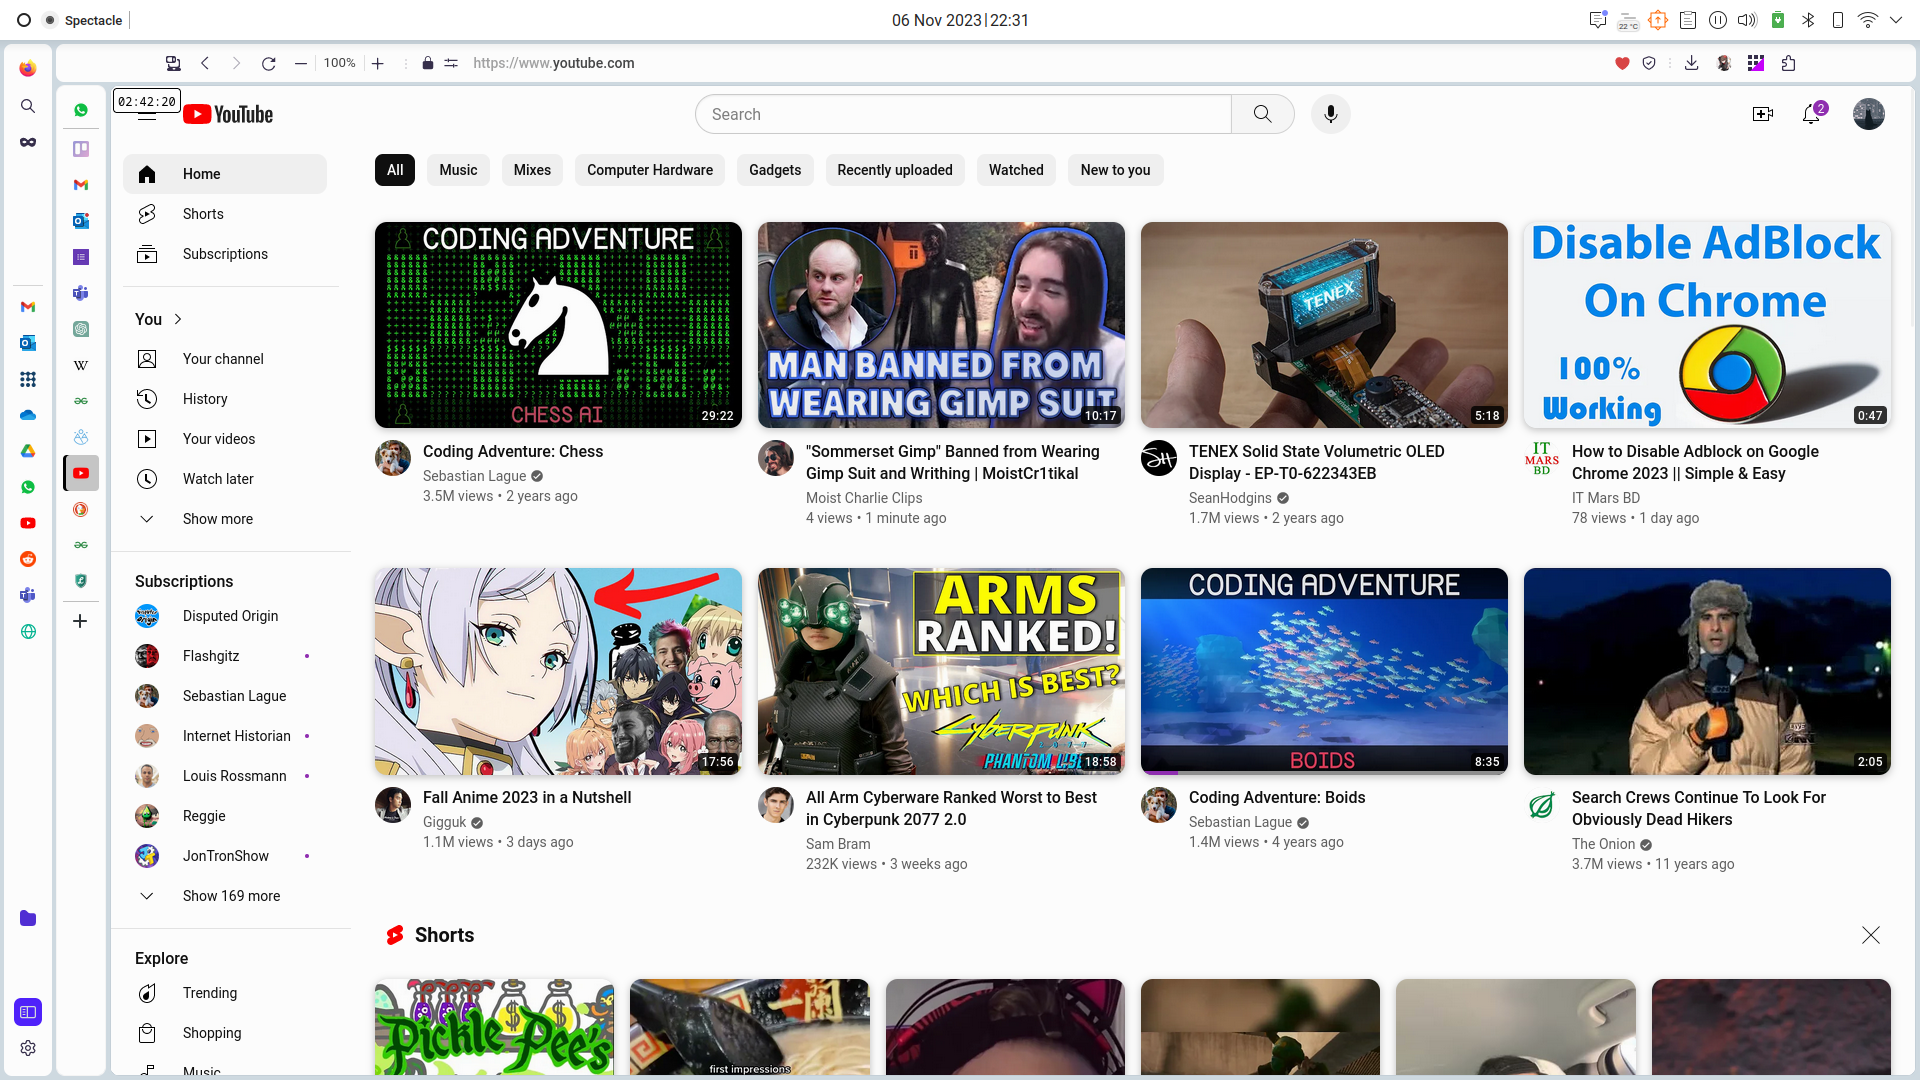 Spectacle
06 Nov 2023|22:31
22 °C
100%
https://www.youtube.com
02:42:20
YouTube
Search
2
Home
Shorts
Subscriptions
You
Your channel
History
Your videos
Watch later
Show more
Subscriptions
Disputed Origin
Flashgitz
Sebastian Lague
Internet Historian
Louis Rossmann
Reggie
JonTronShow
Show 169 more
Explore
Trending
Shopping
Music
All
Music
Mixes
Computer Hardware
Gadgets
Recently uploaded
Watched
New to you
CODING ADVENTURE
CHESS AI
29:22
Coding Adventure: Chess
Sebastian Lague
3.5M views • 2 years ago
MAN BANNED FROM
WEARING GIMP SUIT
10:17
"Sommerset Gimp" Banned from Wearing
Gimp Suit and Writhing | MoistCr1tikal
Moist Charlie Clips
4 views • 1 minute ago
TENEX
5:18
SH
TENEX Solid State Volumetric OLED
Display - EP-T0-622343EB
SeanHodgins
1.7M views • 2 years ago
Disable AdBlock
On Chrome
100%
Working
0:47
IT
MARS
BD
How to Disable Adblock on Google
Chrome 2023 || Simple & Easy
IT Mars BD
78 views • 1 day ago
17:56
Fall Anime 2023 in a Nutshell
Gigguk
1.1M views • 3 days ago
ARMS
RANKED!
WHICH IS BEST?
Cyberpunk
2077
18:58
All Arm Cyberware Ranked Worst to Best
in Cyberpunk 2077 2.0
Sam Bram
232K views • 3 weeks ago
CODING ADVENTURE
BOIDS
8:35
Coding Adventure: Boids
Sebastian Lague
1.4M views • 4 years ago
2:05
Search Crews Continue To Look For
Obviously Dead Hikers
The Onion
3.7M views • 11 years ago
Shorts
Pickle Pee's
first impressions